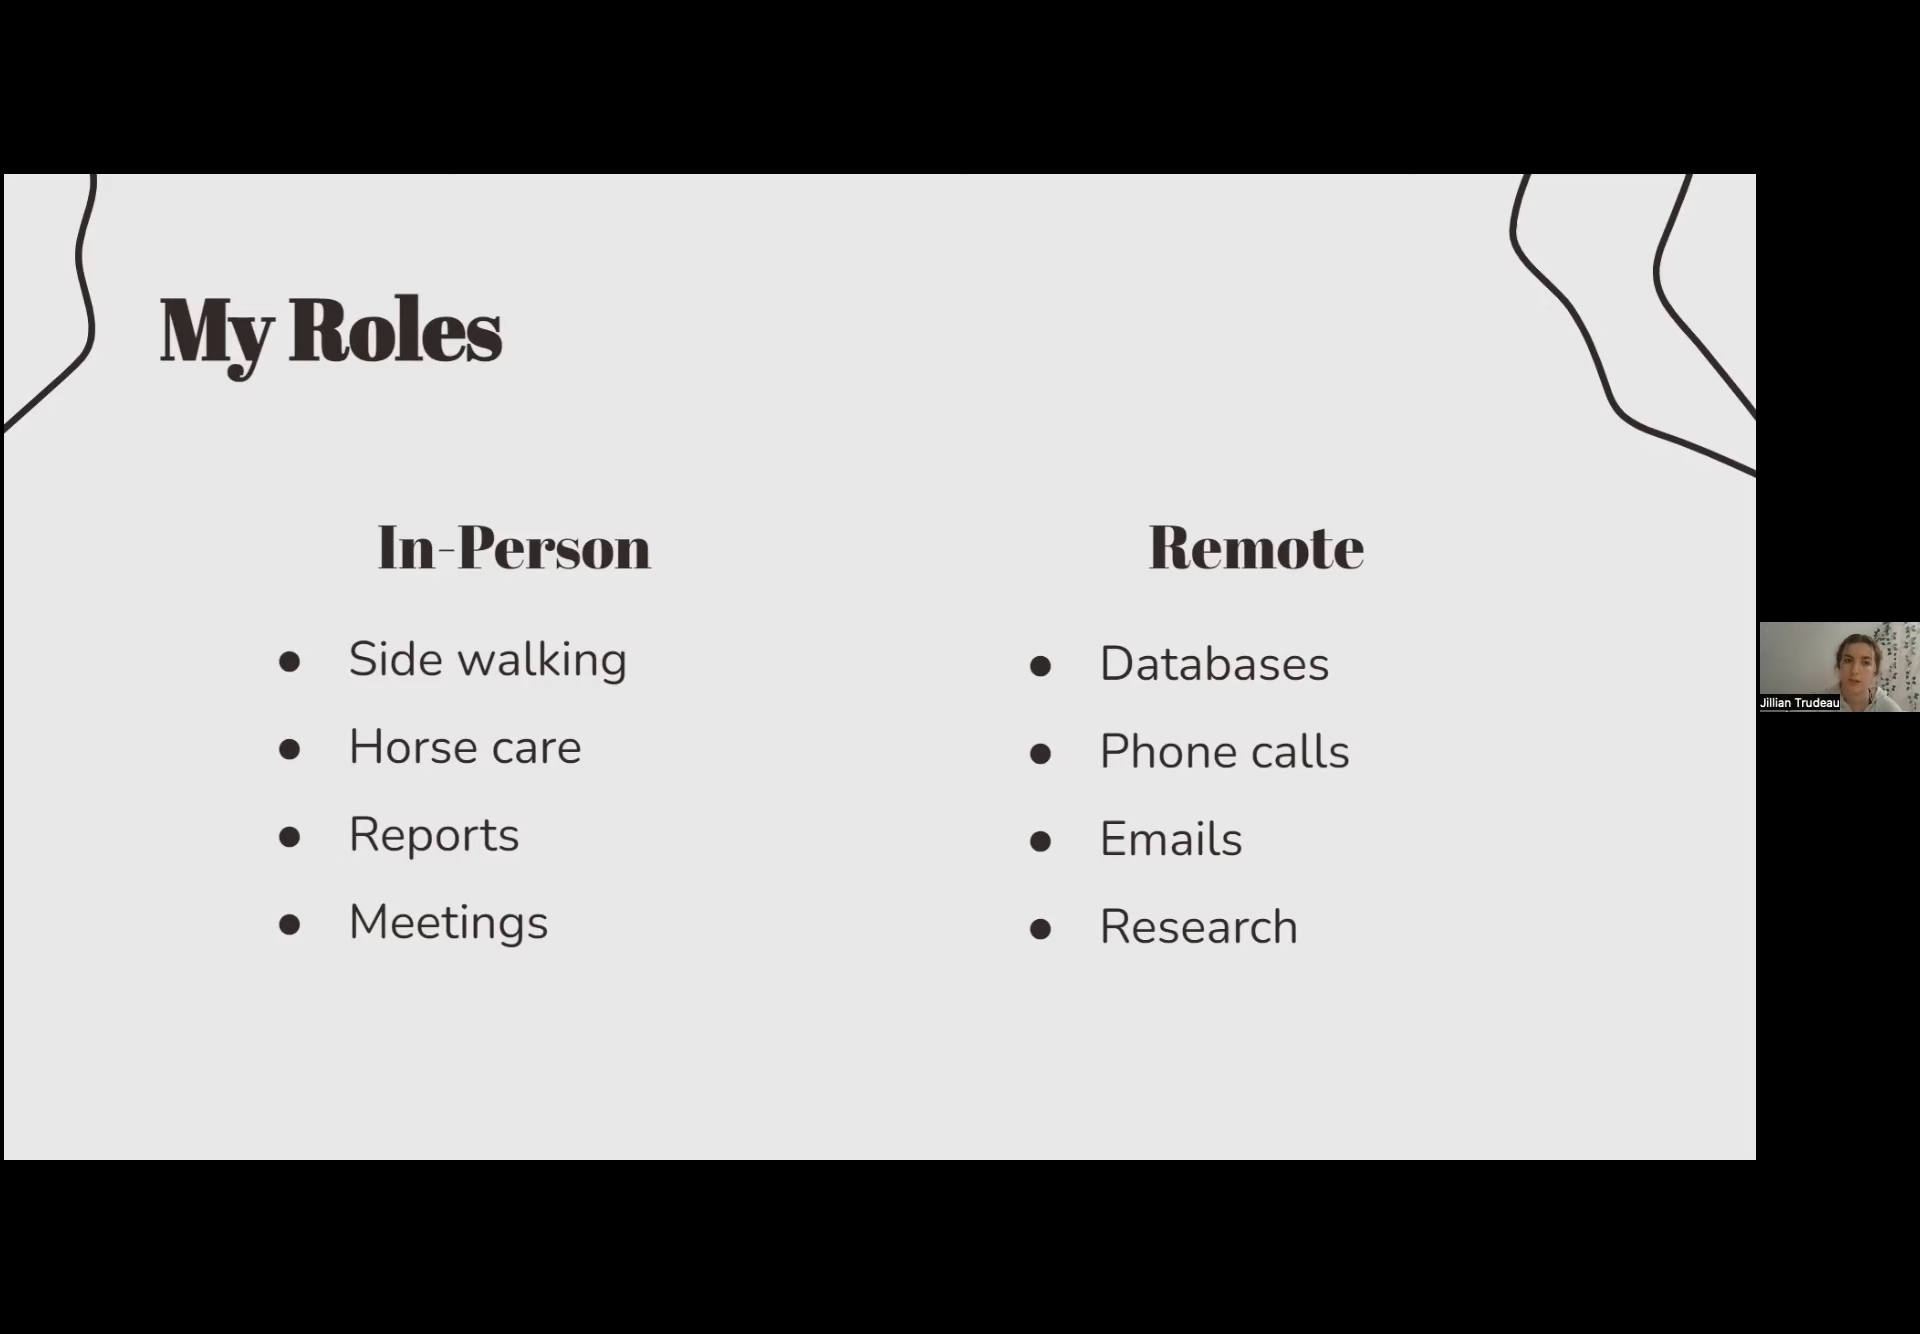 My Roles
In-Person
● Side walking
● Horse care
● Reports
● Meetings
Remote
● Databases
● Phone calls
● Emails
● Research
Jillian Trudeau